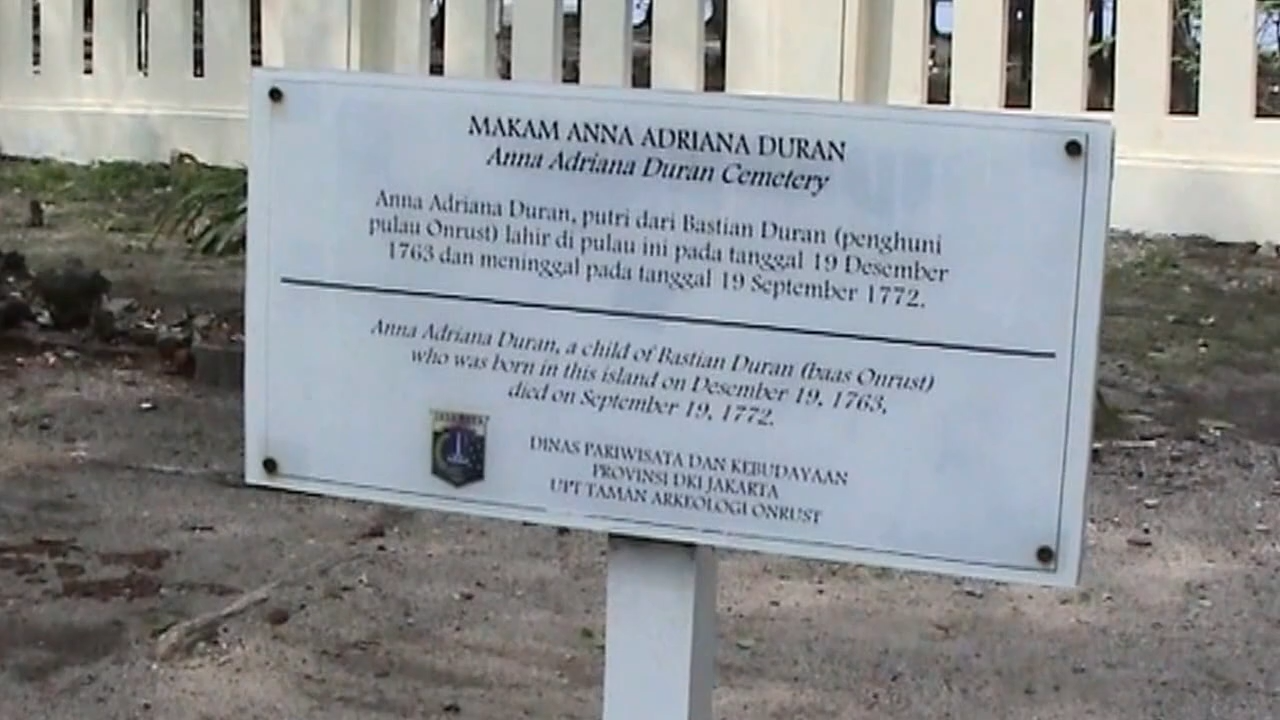 MAKAM ANNA ADRIANA DURAN
Anna Adriana Duran Cemetery
Anna Adriana Duran, putri dari Bastian Duran (penghuni
pulau Onrust) lahir di pulau ini pada tanggal 19 Desember
1763 dan meninggal pada tanggal 19 September 1772.
Anna Adriana Duran, a child of Bastian Duran (baas Onrust)
who was born in this island on Desember 19, 1763,
died on September 19, 1772.
DINAS PARIWISATA DAN KEBUDAYAAN
PROVINSI DKI JAKARTA
UPT TAMAN ARKEOLOGI ONRUST